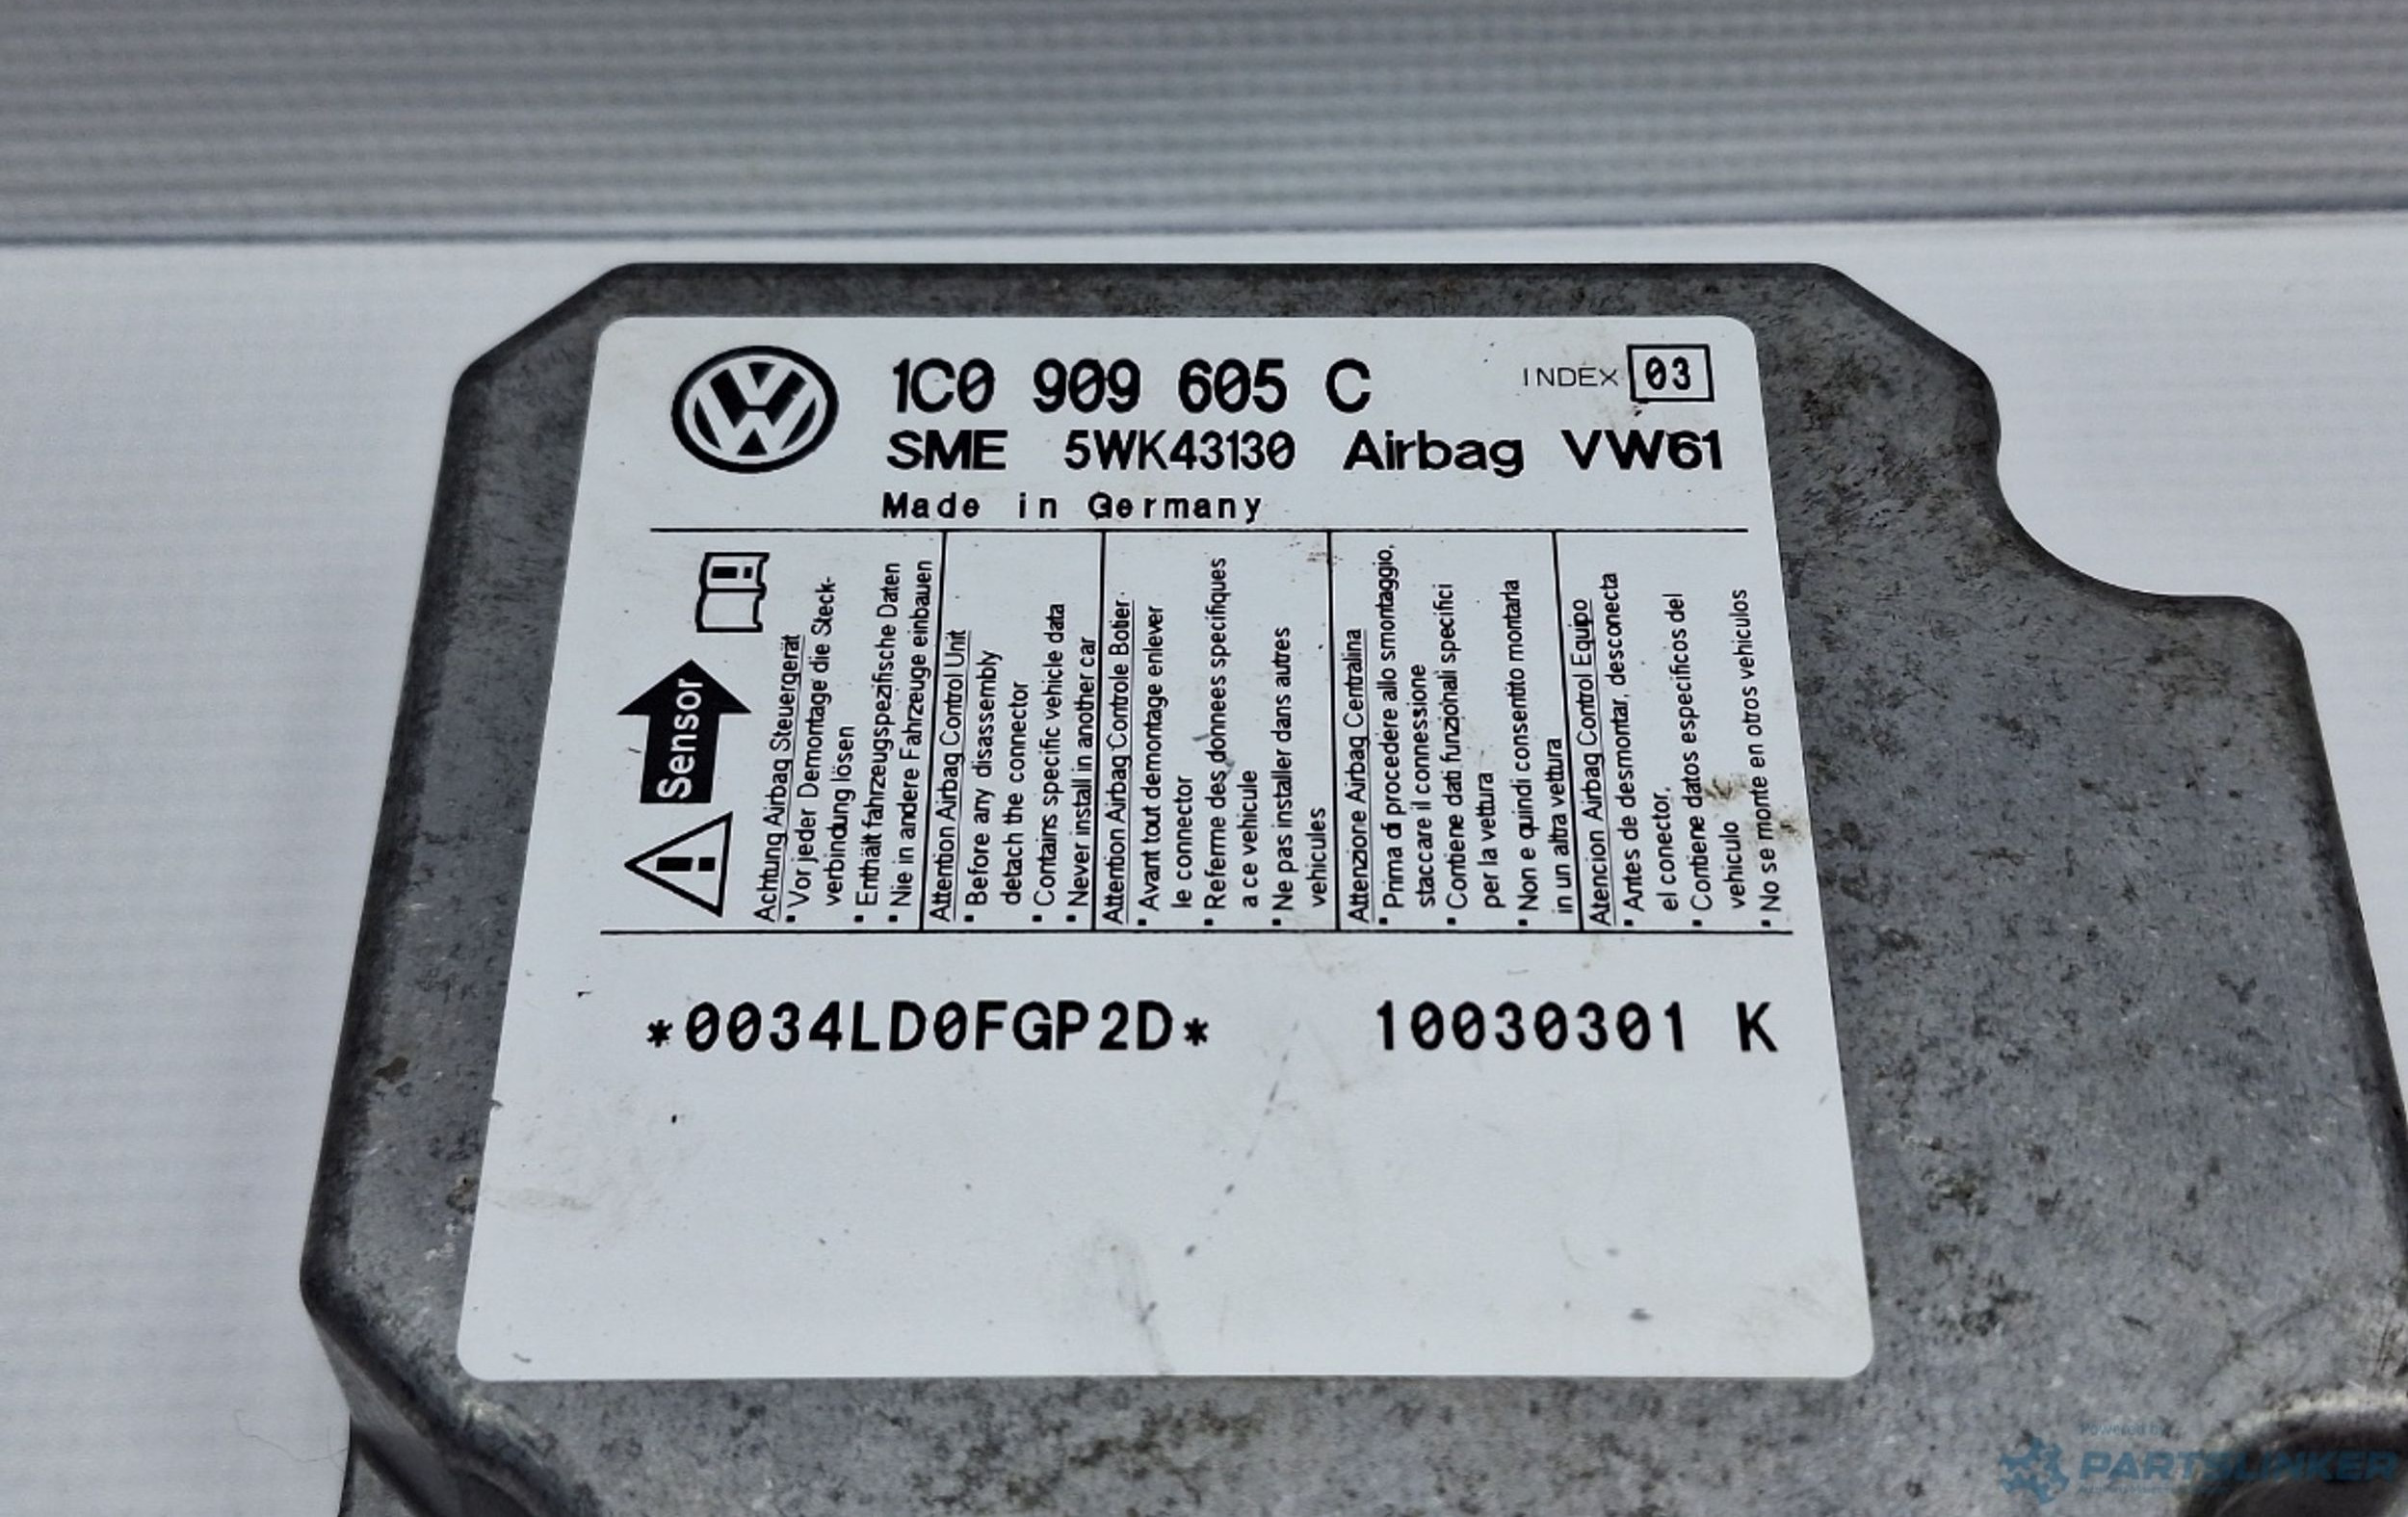 1C0 909 605 C INDEX 03
SME 5WK43130 Airbag VW61
Made in Germany
Sensor
Achtung Airbag Steuergerät
▪ Vor jeder Demontage die Steck-
verbindung lösen
▪ Enthält fahrzeugspezifische Daten
▪ Nie in andere Fahrzeuge einbauen
Attention Airbag Control Unit
▪ Before any disassembly
detach the connector
▪ Contains specific vehicle data
▪ Never install in another car
Attention Airbag Controle Botier
▪ Avant tout demontage enlever
le connector
▪ Referme des donnees specifiques
a ce vehicule
▪ Ne pas installer dans autres
vehicules
Attenzione Airbag Centralina
▪ Prima di procedere allo smontaggio,
staccare il connessione
▪ Contiene dati funzionali specifici
per la vettura
▪ Non e quindi consentito montarla
in un altra vettura
Atencion Airbag Control Equipo
▪ Antes de desmontar, desconecta
el conector,
▪ Contiene datos especificos del
vehiculo
▪ No se monte en otros vehiculos
*0034LD0FGP2D* 10030301 K
Powered by
PARTSLINKER